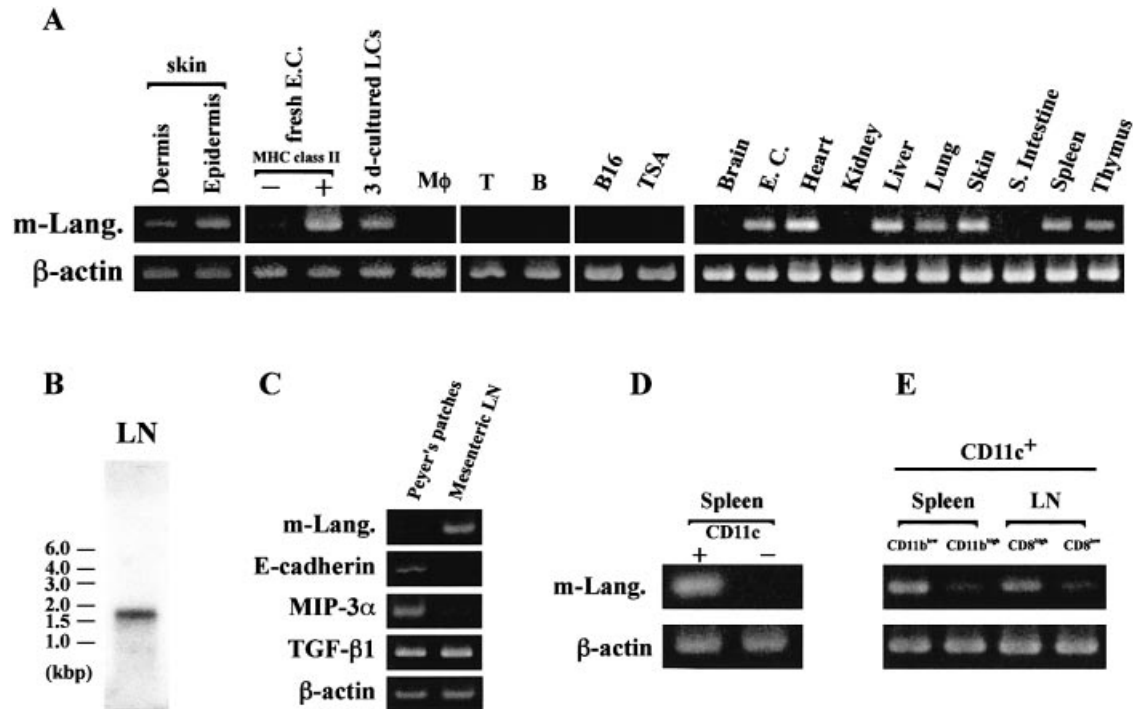 A
skin
Dermis
Epidermis
fresh E.C.
MHC class II
−
+
3 d-cultured LCs
Mϕ
T
B
B16
TSA
Brain
E. C.
Heart
Kidney
Liver
Lung
Skin
S. Intestine
Spleen
Thymus
m-Lang.
β-actin
B
LN
6.0
4.0
3.0
2.0
1.5
1.0
(kbp)
C
Peyer's patches
Mesenteric LN
m-Lang.
E-cadherin
MIP-3α
TGF-β1
β-actin
D
Spleen
CD11c
+ −
m-Lang.
β-actin
E
CD11c+
Spleen LN
CD11blow CD11bhigh CD8high CD8low